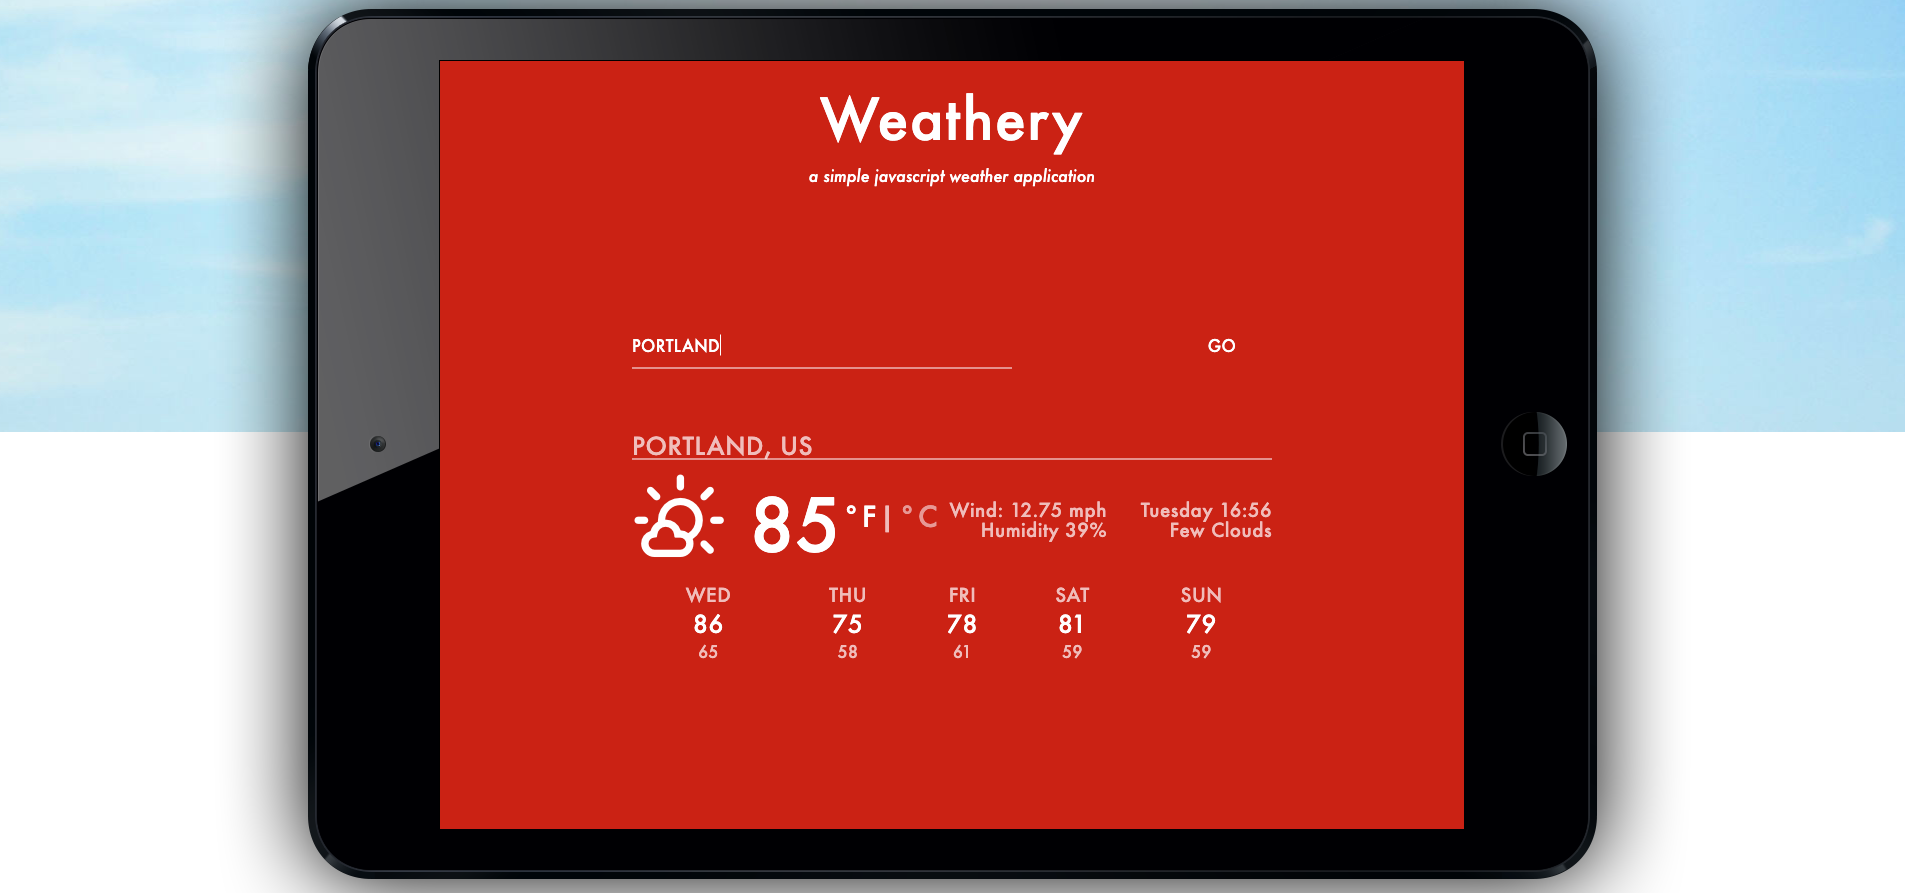 Weathery
a simple javascript weather application
PORTLAND
GO
PORTLAND, US
85 °F | °C
Wind: 12.75 mph
Humidity 39%
Tuesday 16:56
Few Clouds
WED THU FRI SAT SUN
86 75 78 81 79
65 58 61 59 59